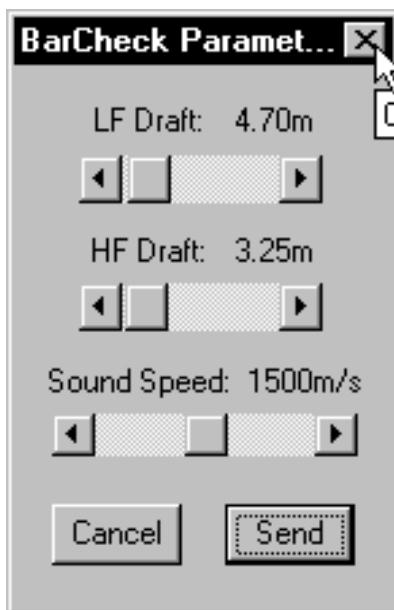 BarCheck Paramet...
LF Draft: 4.70m
HF Draft: 3.25m
Sound Speed: 1500m/s
Cancel Send